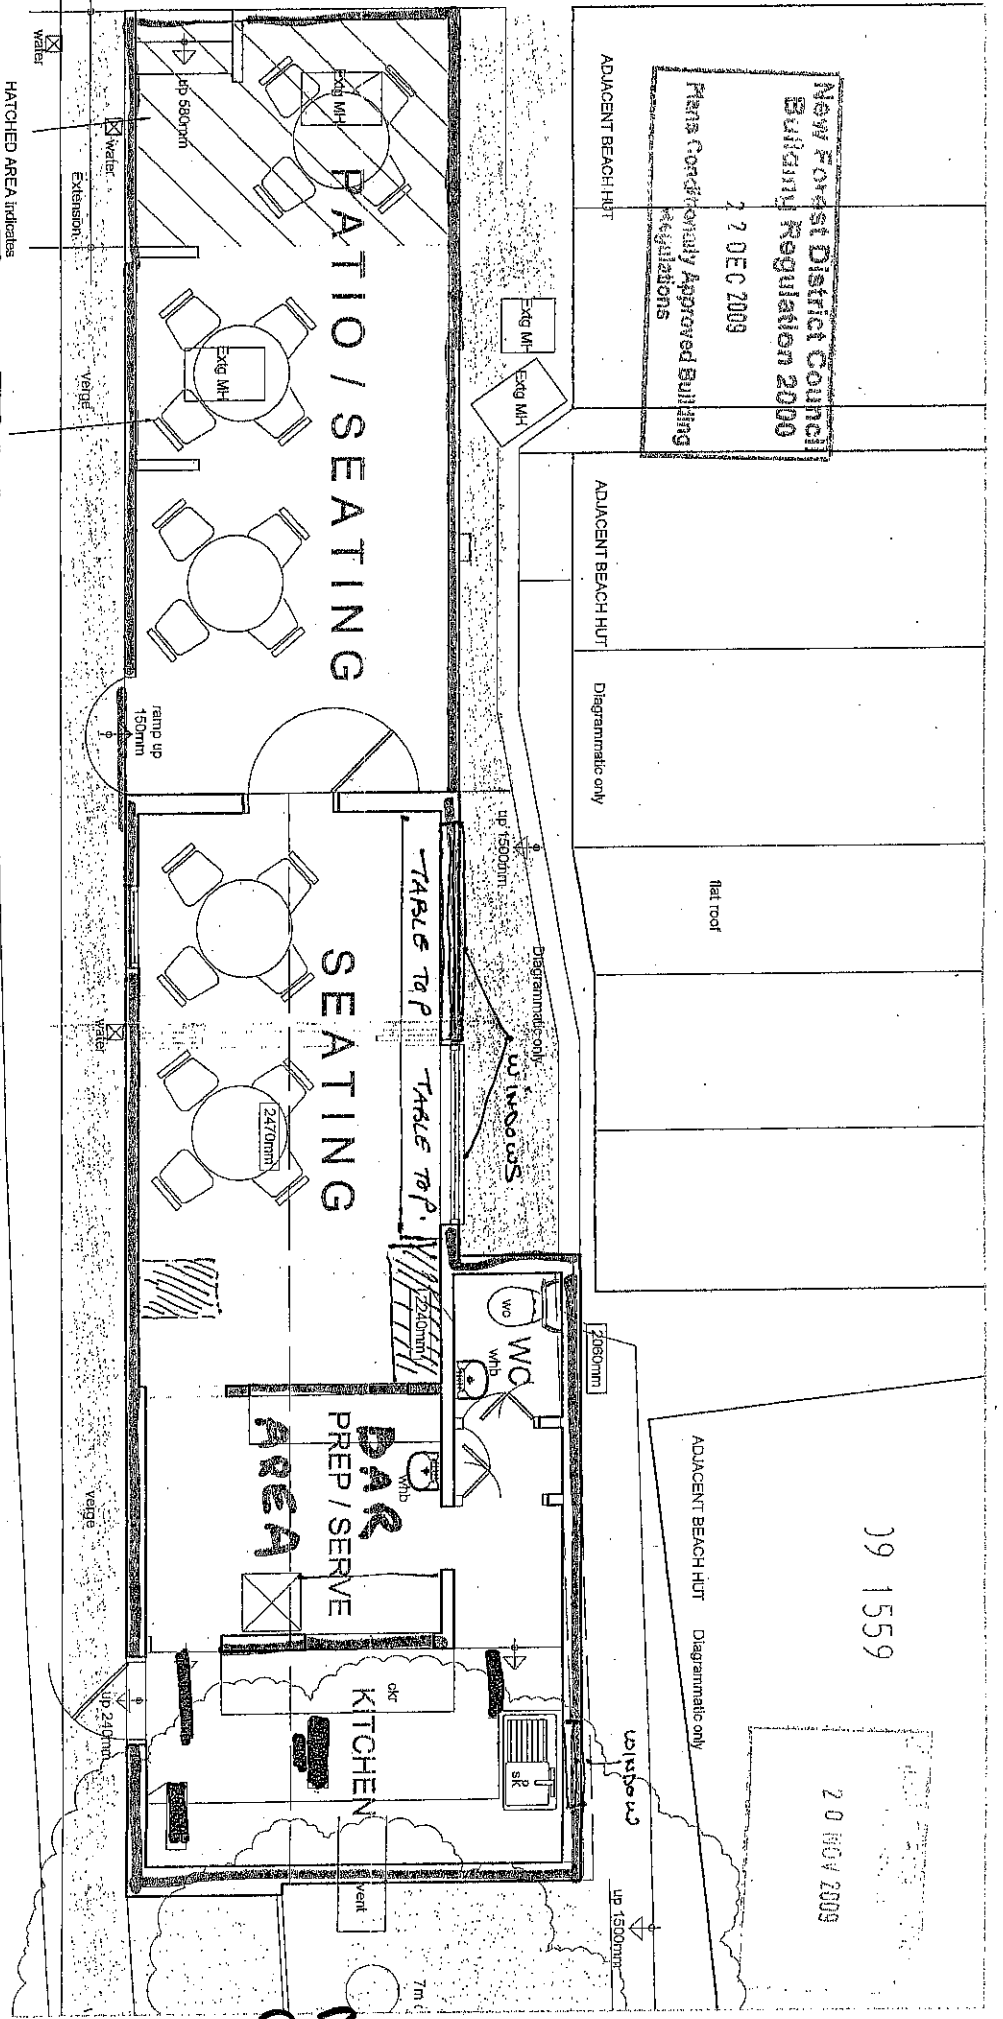 New Forest District Council
Building Regulation 2000
22 DEC 2009
Plans Conditionally Approved Building
Regulations
ADJACENT BEACH HUT
ADJACENT BEACH HUT
Diagrammatic only
flat roof
09 1559
20 NOV 2009
ADJACENT BEACH HUT
Diagrammatic only
Extg MH
Extg MH
up 1500mm
Diagrammatic only
WINDOWS
2060mm
WINDOW
up 1500mm
Extg MH
Extg MH
PATIO / SEATING
up 580mm
TABLE TOP
TABLE TOP.
SEATING
2470mm
2240mm
wc
WC
whb
whb
BAR
PREP / SERVE
AREA
ckr
KITCHEN
sk
vent
7m
ramp up
150mm
up 240mm
water
water
water
Extension
verge
verge
HATCHED AREA indicates